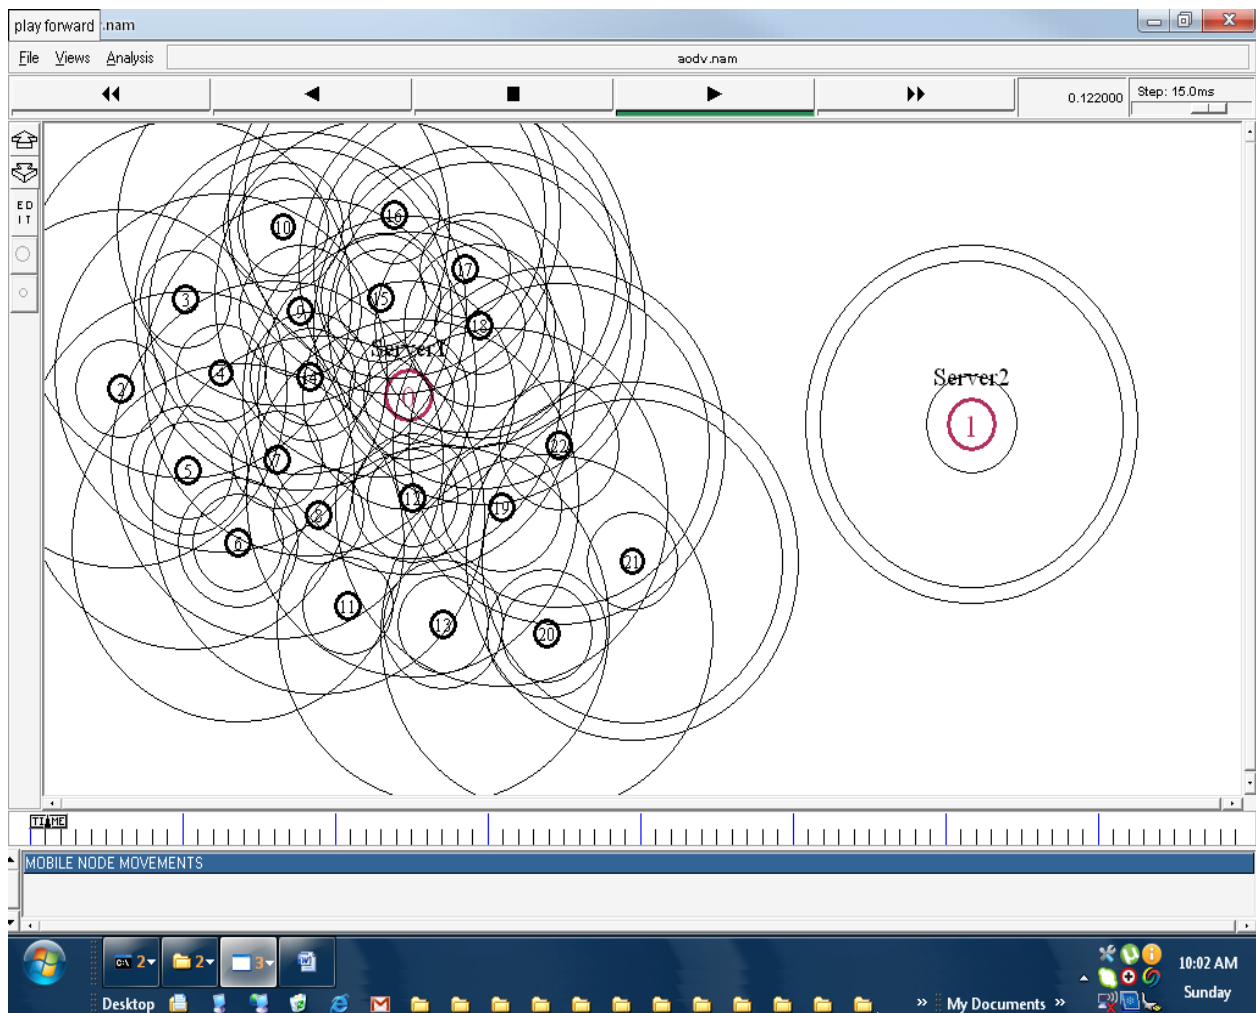 play forward .nam
File Views Analysis aodv.nam
0.122000 Step: 15.0ms
ED
IT
10
16
17
3
9
15
18
Server1
2
4
14
0
Server2
1
22
5
7
8
12
19
6
21
11
13
20
TIME
MOBILE NODE MOVEMENTS
2 2 3
10:02 AM
Desktop My Documents » Sunday